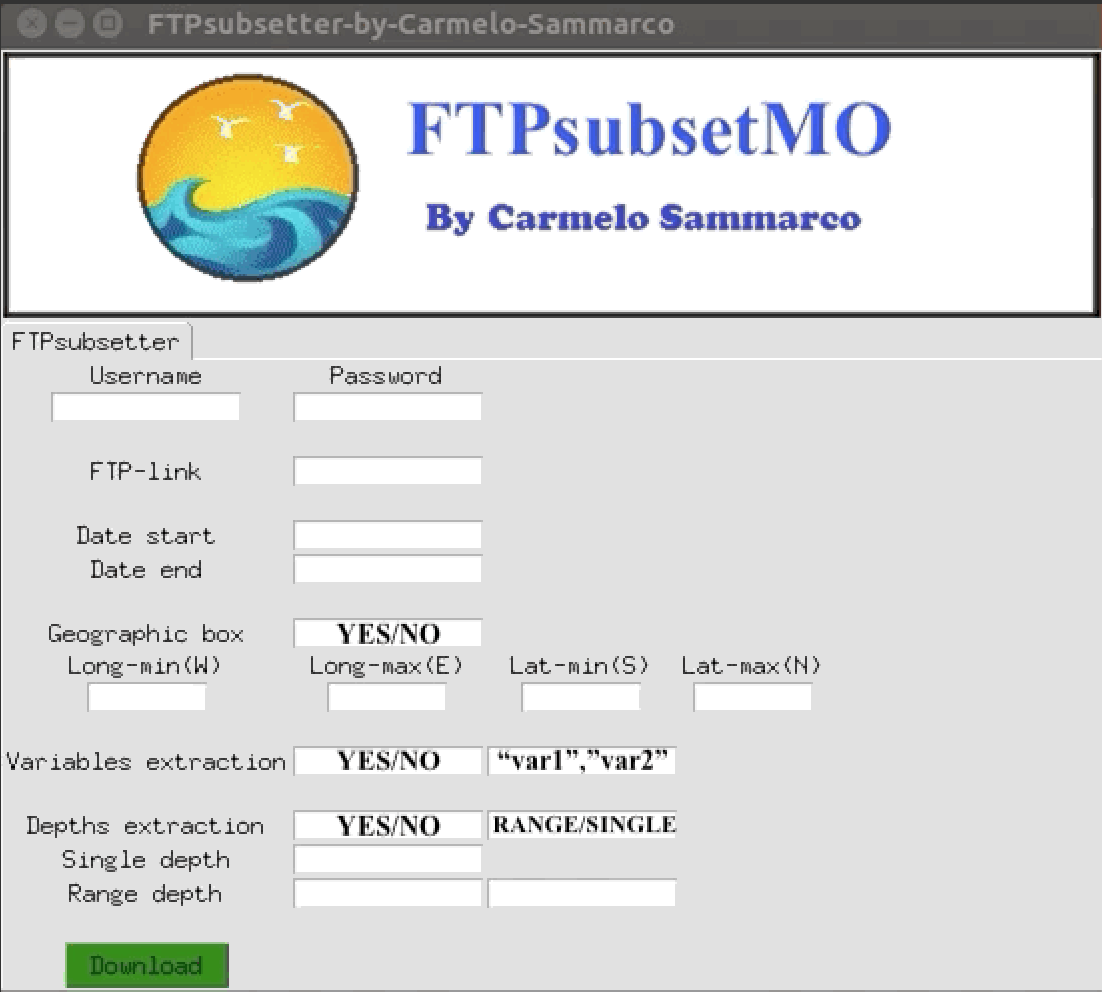 FTPsubsetter-by-Carmelo-Sammarco
FTPsubsetMO
By Carmelo Sammarco
FTPsubsetter
Username Password
FTP-link
Date start
Date end
Geographic box YES/NO
Long-min(W) Long-max(E) Lat-min(S) Lat-max(N)
Variables extraction YES/NO “var1”,”var2”
Depths extraction YES/NO RANGE/SINGLE
Single depth
Range depth
Download